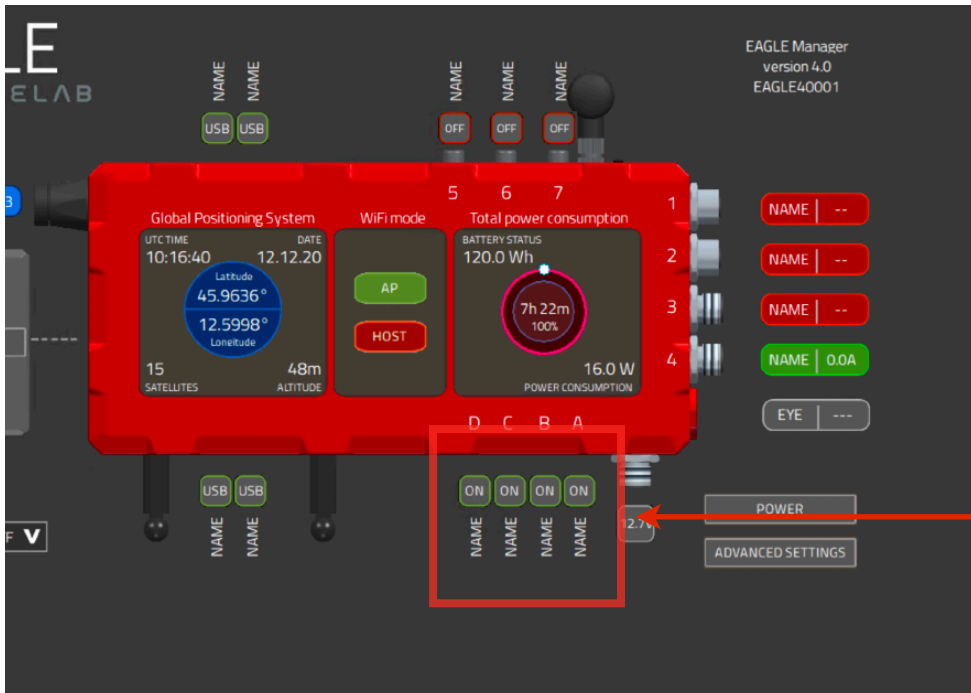 LE
ELAB
EAGLE Manager
version 4.0
EAGLE40001
NAME
NAME
NAME
NAME
NAME
USB
USB
OFF
OFF
OFF
3
5 6 7
1
Global Positioning System
WiFi mode
Total power consumption
NAME --
UTC TIME
DATE
10:16:40
12.12.20
BATTERY STATUS
120.0 Wh
2
NAME --
Latitude
45.9636°
12.5998°
Longitude
AP
HOST
7h 22m
100%
3
NAME --
15
SATELLITES
48m
ALTITUDE
16.0 W
POWER CONSUMPTION
4
NAME 0.0A
EYE ---
D C B A
USB
USB
NAME
NAME
ON
ON
ON
ON
NAME
NAME
NAME
NAME
12.7V
POWER
ADVANCED SETTINGS
F V